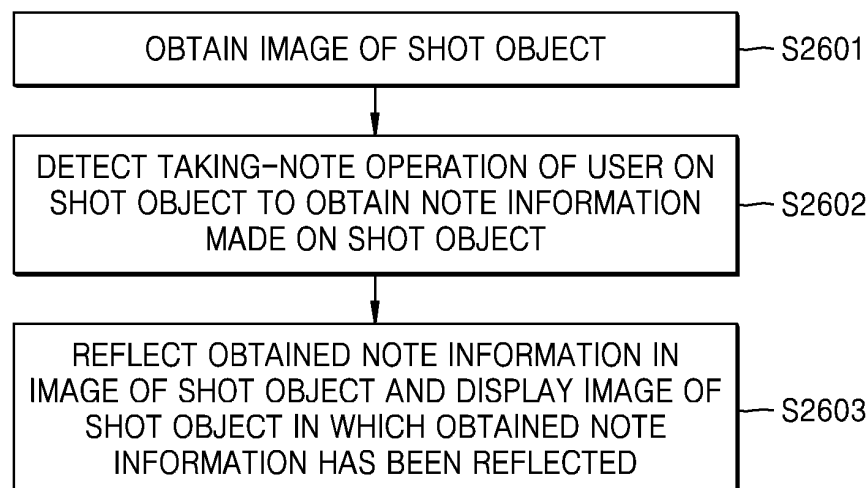 OBTAIN IMAGE OF SHOT OBJECT
S2601
DETECT TAKING-NOTE OPERATION OF USER ON
SHOT OBJECT TO OBTAIN NOTE INFORMATION
MADE ON SHOT OBJECT
S2602
REFLECT OBTAINED NOTE INFORMATION IN
IMAGE OF SHOT OBJECT AND DISPLAY IMAGE OF
SHOT OBJECT IN WHICH OBTAINED NOTE
INFORMATION HAS BEEN REFLECTED
S2603